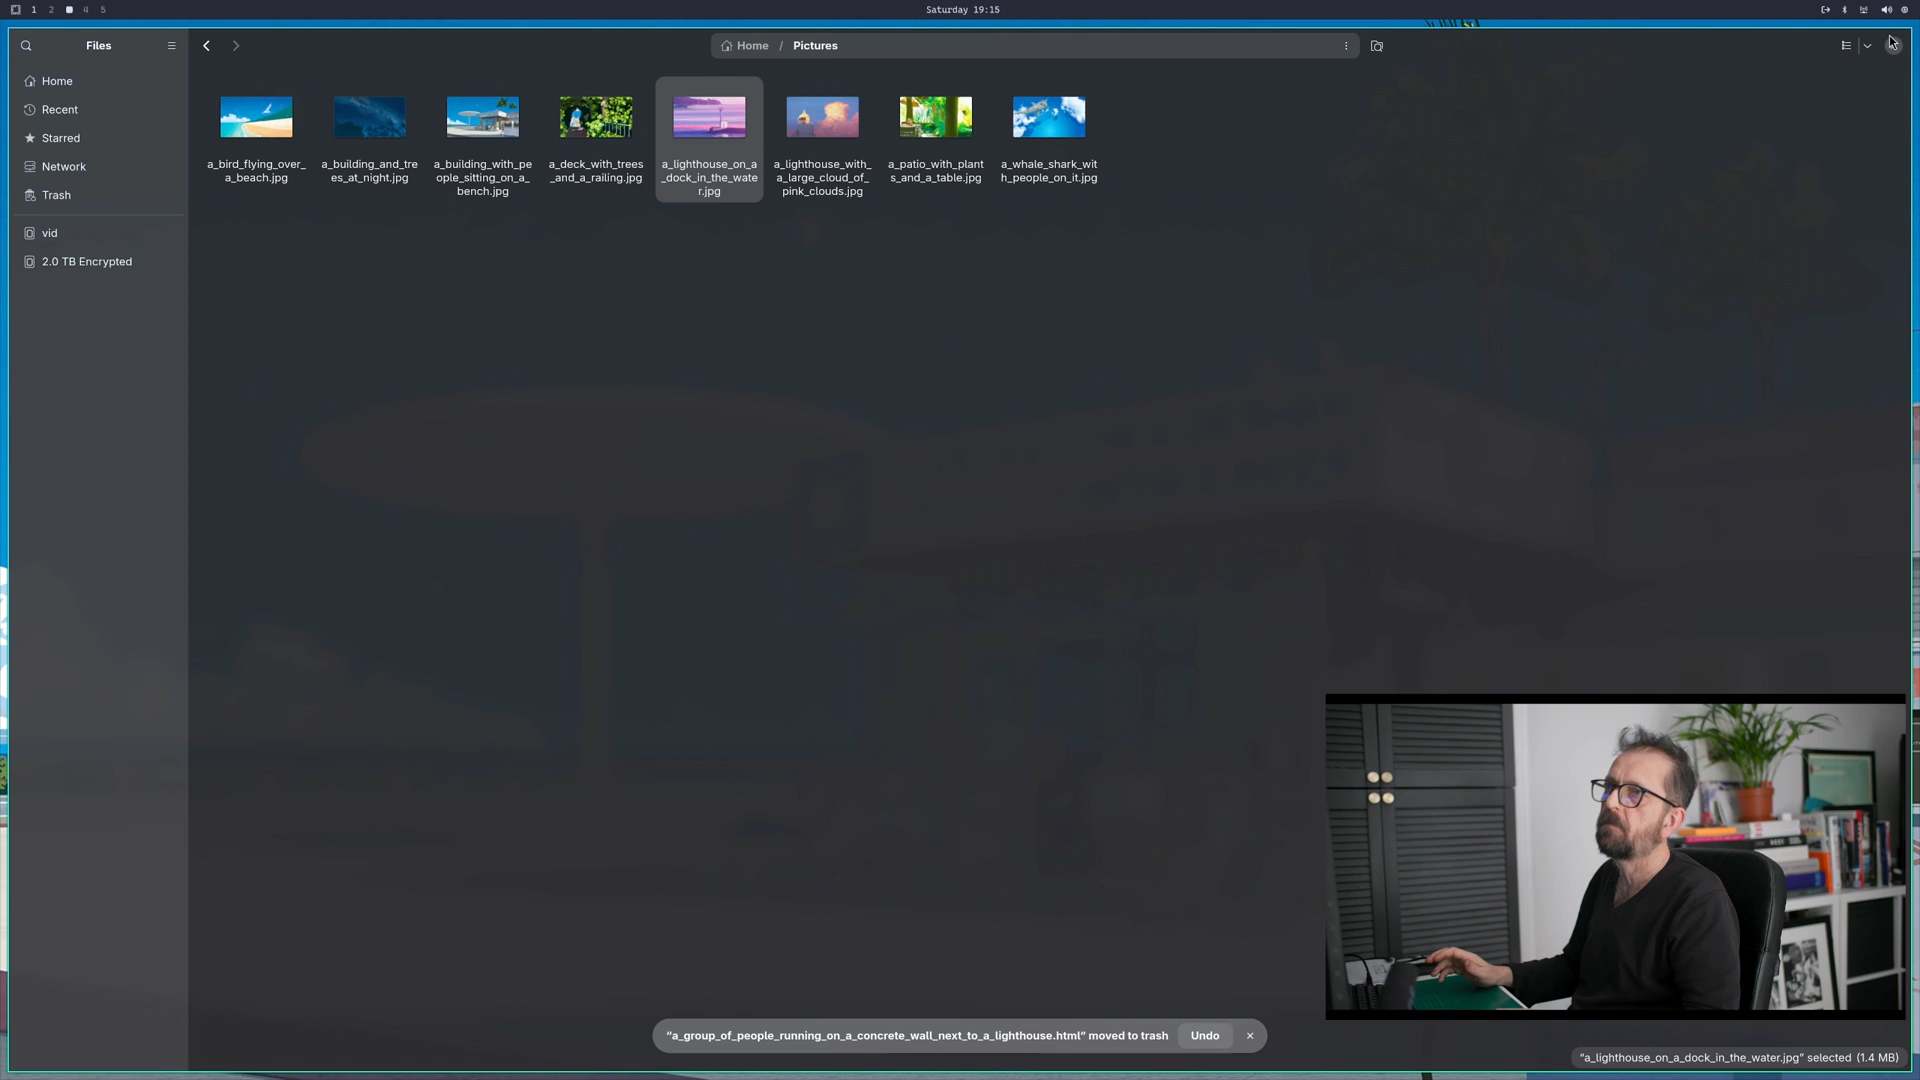 1 2 4 5
Saturday 19:15
Files
Home / Pictures
Home
Recent
Starred
Network
Trash
vid
2.0 TB Encrypted
a_bird_flying_over_
a_beach.jpg
a_building_and_tre
es_at_night.jpg
a_building_with_pe
ople_sitting_on_a_
bench.jpg
a_deck_with_trees
_and_a_railing.jpg
a_lighthouse_on_a
_dock_in_the_wate
r.jpg
a_lighthouse_with_
a_large_cloud_of_
pink_clouds.jpg
a_patio_with_plant
s_and_a_table.jpg
a_whale_shark_wit
h_people_on_it.jpg
“a_group_of_people_running_on_a_concrete_wall_next_to_a_lighthouse.html” moved to trash Undo
“a_lighthouse_on_a_dock_in_the_water.jpg” selected (1.4 MB)